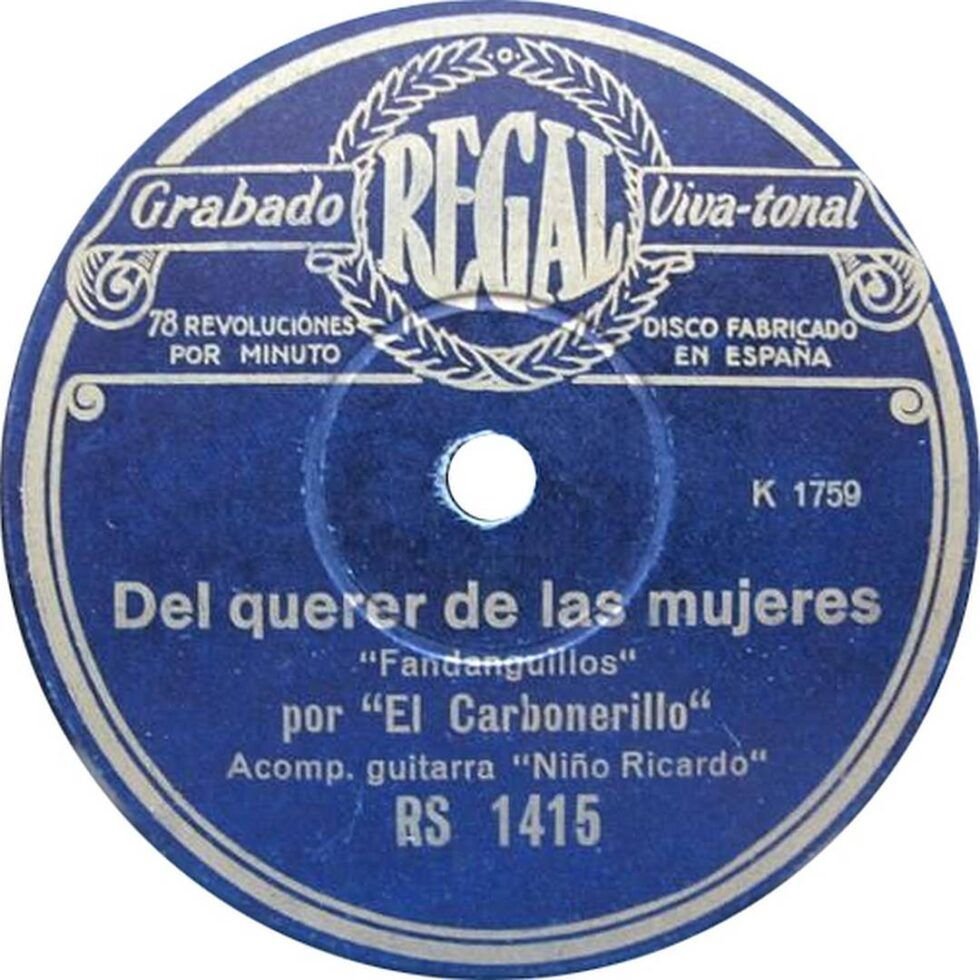 REGAL
Grabado Viva-tonal
78 REVOLUCIÓNES
POR MINUTO
DISCO FABRICADO
EN ESPAÑA
K 1759
Del querer de las mujeres
"Fandanguillos"
por "El Carbonerillo"
Acomp. guitarra "Niño Ricardo"
RS 1415